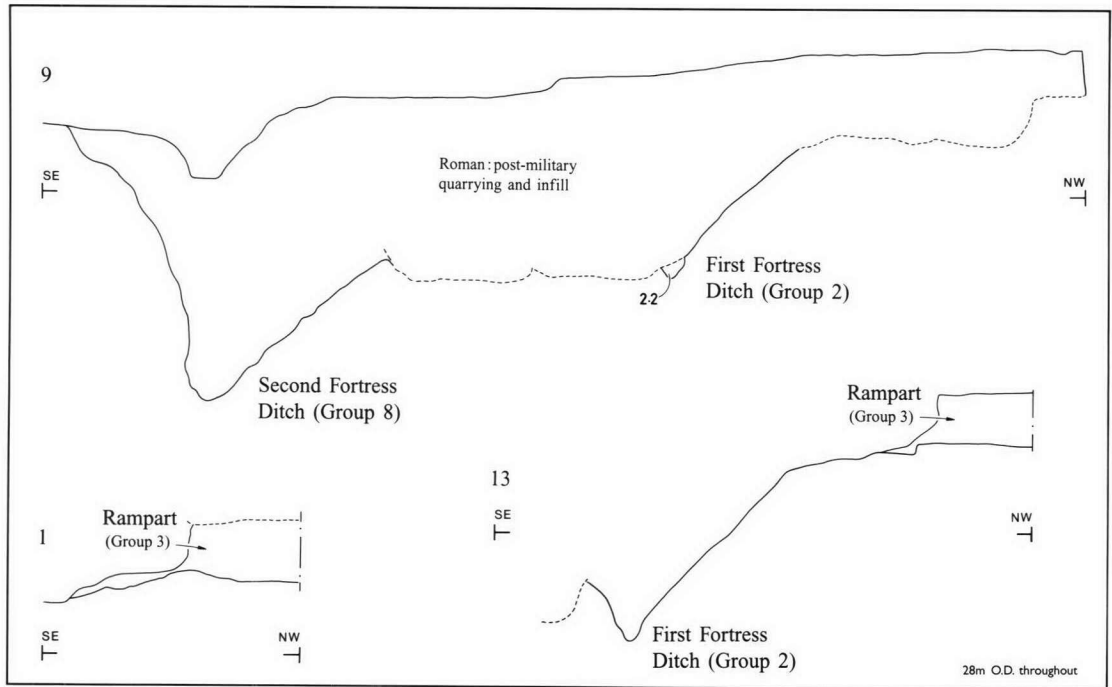 9
SE
Roman: post-military
quarrying and infill
NW
First Fortress
Ditch (Group 2)
2·2
Second Fortress
Ditch (Group 8)
Rampart
(Group 3)
13
SE
NW
First Fortress
Ditch (Group 2)
Rampart
(Group 3)
1
SE
NW
28m O.D. throughout